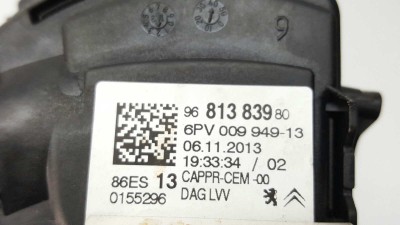 9
96 813 839 80
6PV 009 949-13
06.11.2013
19:33:34 / 02
86ES 13 CAPPR-CEM -00
0155296 DAG LVV